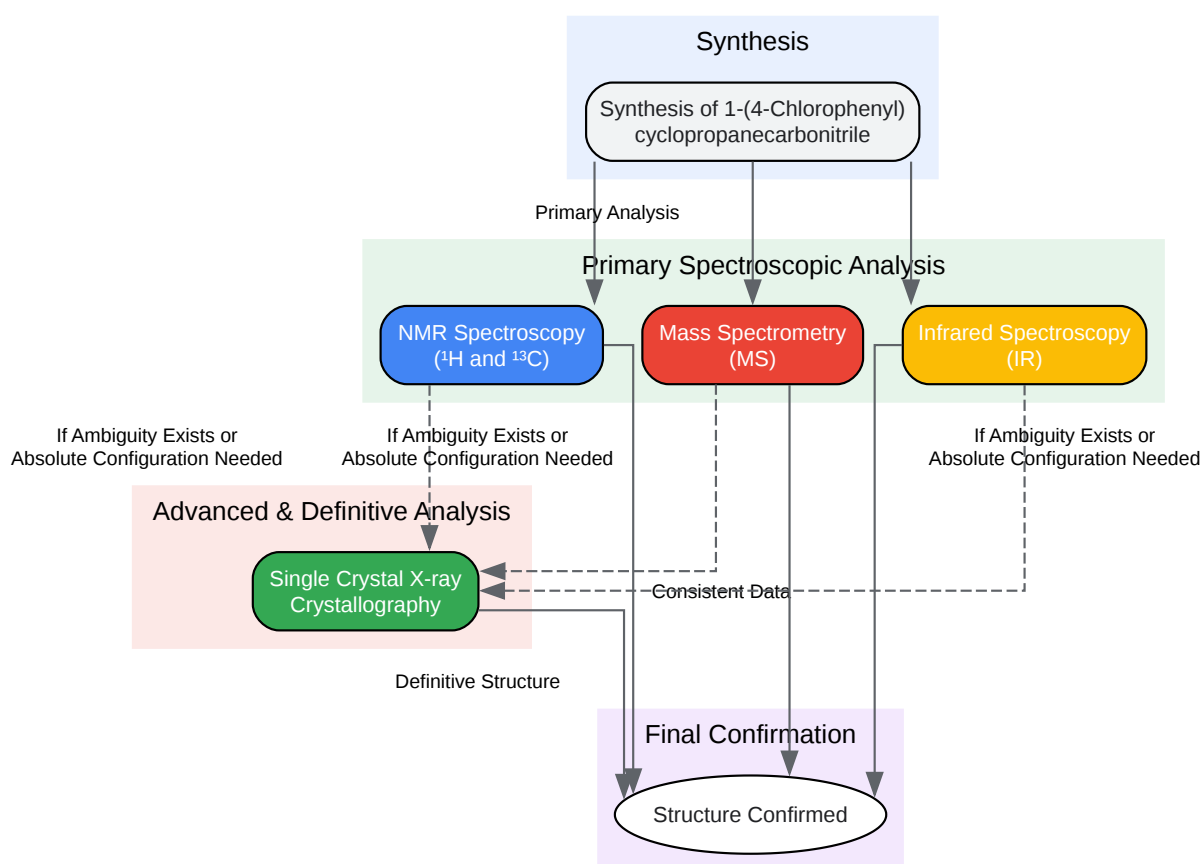 Synthesis
Synthesis of 1-(4-Chlorophenyl)
cyclopropanecarbonitrile
Primary Analysis
Primary Spectroscopic Analysis
NMR Spectroscopy
(¹H and ¹³C)
Mass Spectrometry
(MS)
Infrared Spectroscopy
(IR)
If Ambiguity Exists or
Absolute Configuration Needed
If Ambiguity Exists or
Absolute Configuration Needed
If Ambiguity Exists or
Absolute Configuration Needed
Advanced & Definitive Analysis
Single Crystal X-ray
Crystallography
Consistent Data
Definitive Structure
Final Confirmation
Structure Confirmed